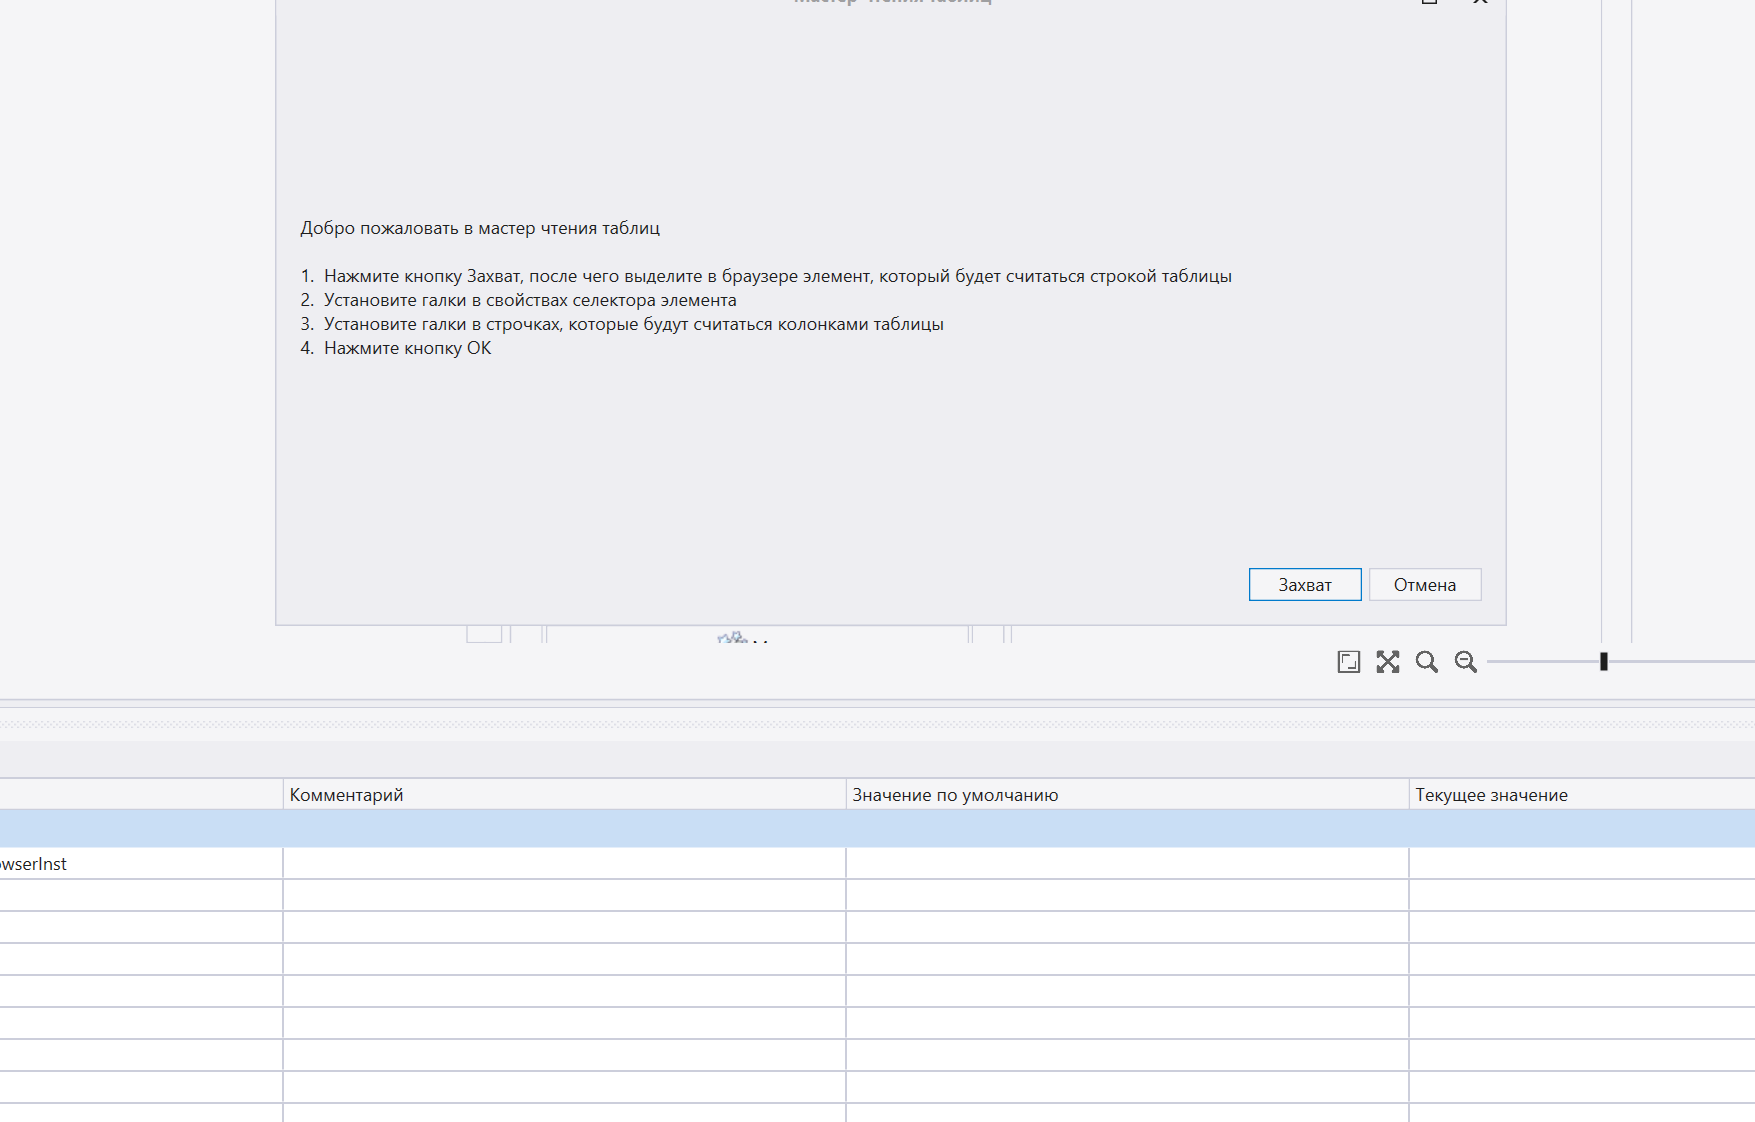 Добро пожаловать в мастер чтения таблиц
1. Нажмите кнопку Захват, после чего выделите в браузере элемент, который будет считаться строкой таблицы
2. Установите галки в свойствах селектора элемента
3. Установите галки в строчках, которые будут считаться колонками таблицы
4. Нажмите кнопку ОК
Захват Отмена
Комментарий Значение по умолчанию Текущее значение
owserInst